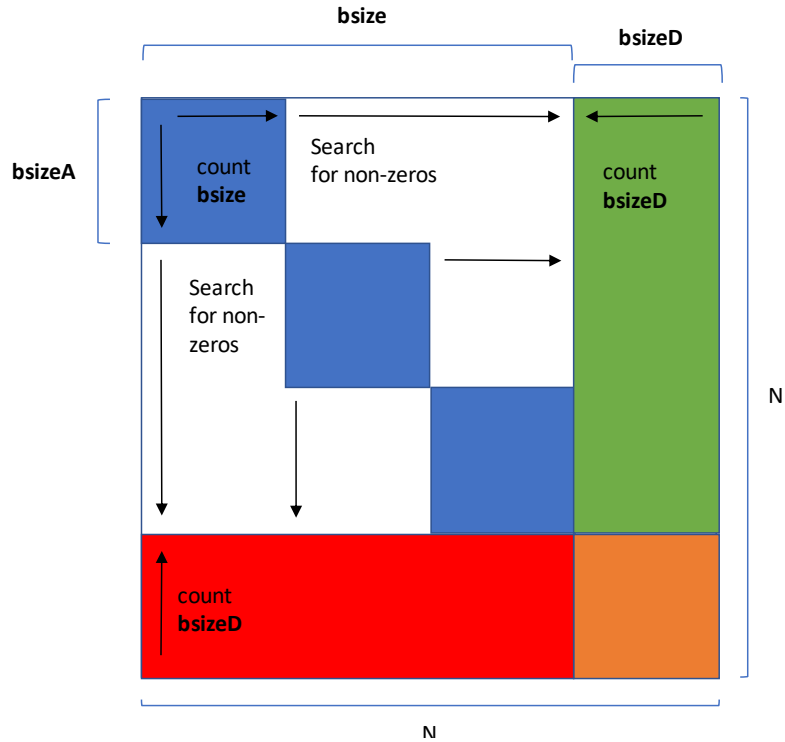 bsize
bsizeD
bsizeA
count
bsize
Search
for non-zeros
count
bsizeD
Search
for non-
zeros
N
count
bsizeD
N